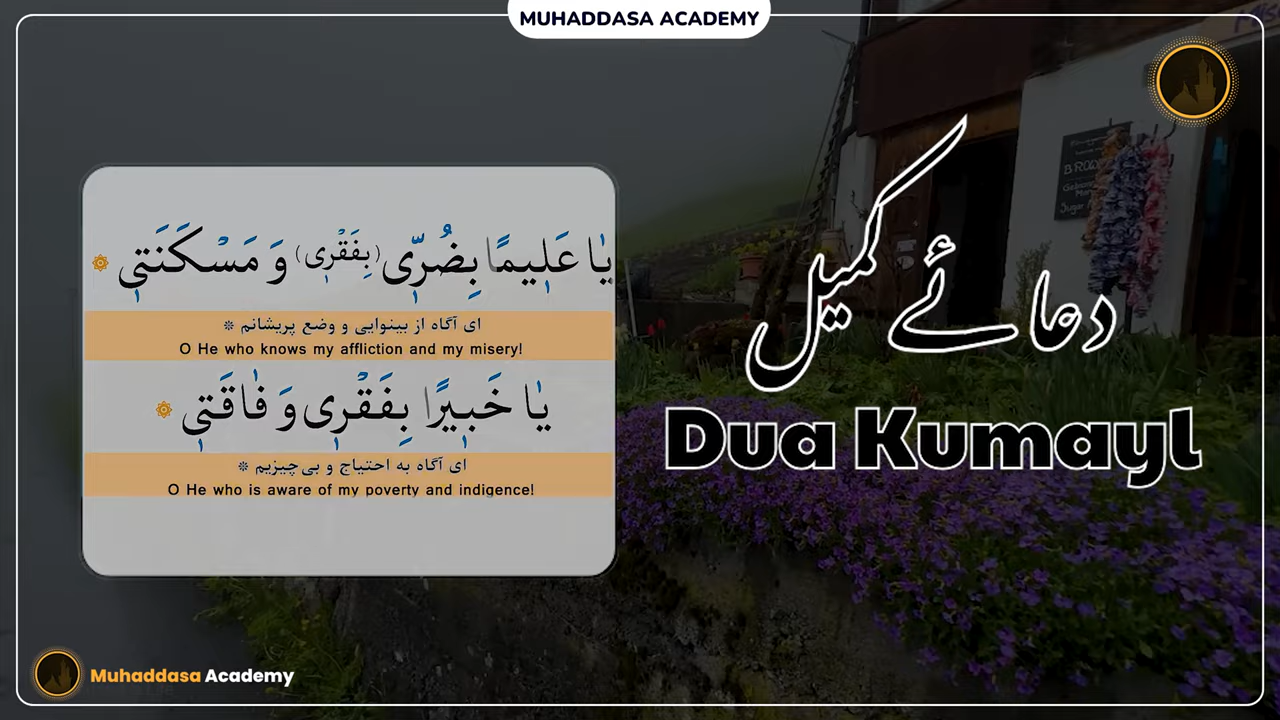 MUHADDASA ACADEMY
يٰا عَلٖيمًا بِضُرّٖى (بِفَقْرٖى) وَ مَسْكَنَتٖى ۞
ای آگاه از بینوایی و وضع پریشانم ❊
O He who knows my affliction and my misery!
يٰا خَبٖيرًا بِفَقْرٖى وَ فٰاقَتٖى ۞
ای آگاه به احتیاج و بی‌چیزیم ❊
O He who is aware of my poverty and indigence!
دعائے کمیل
Dua Kumayl
Muhaddasa Academy